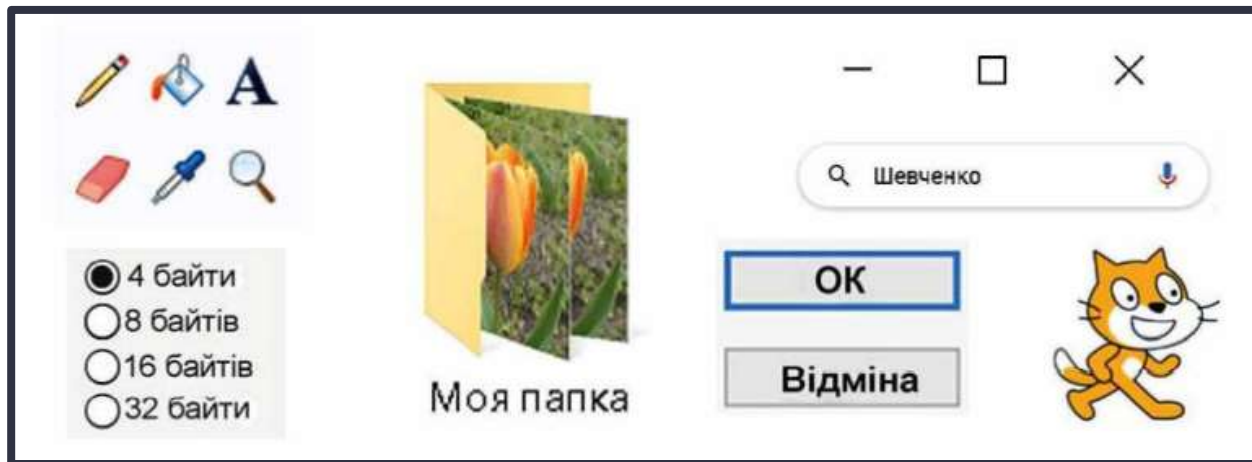 A
Шевченко
4 байти
8 байтів
16 байтів
32 байти
Моя папка
ОК
Відміна